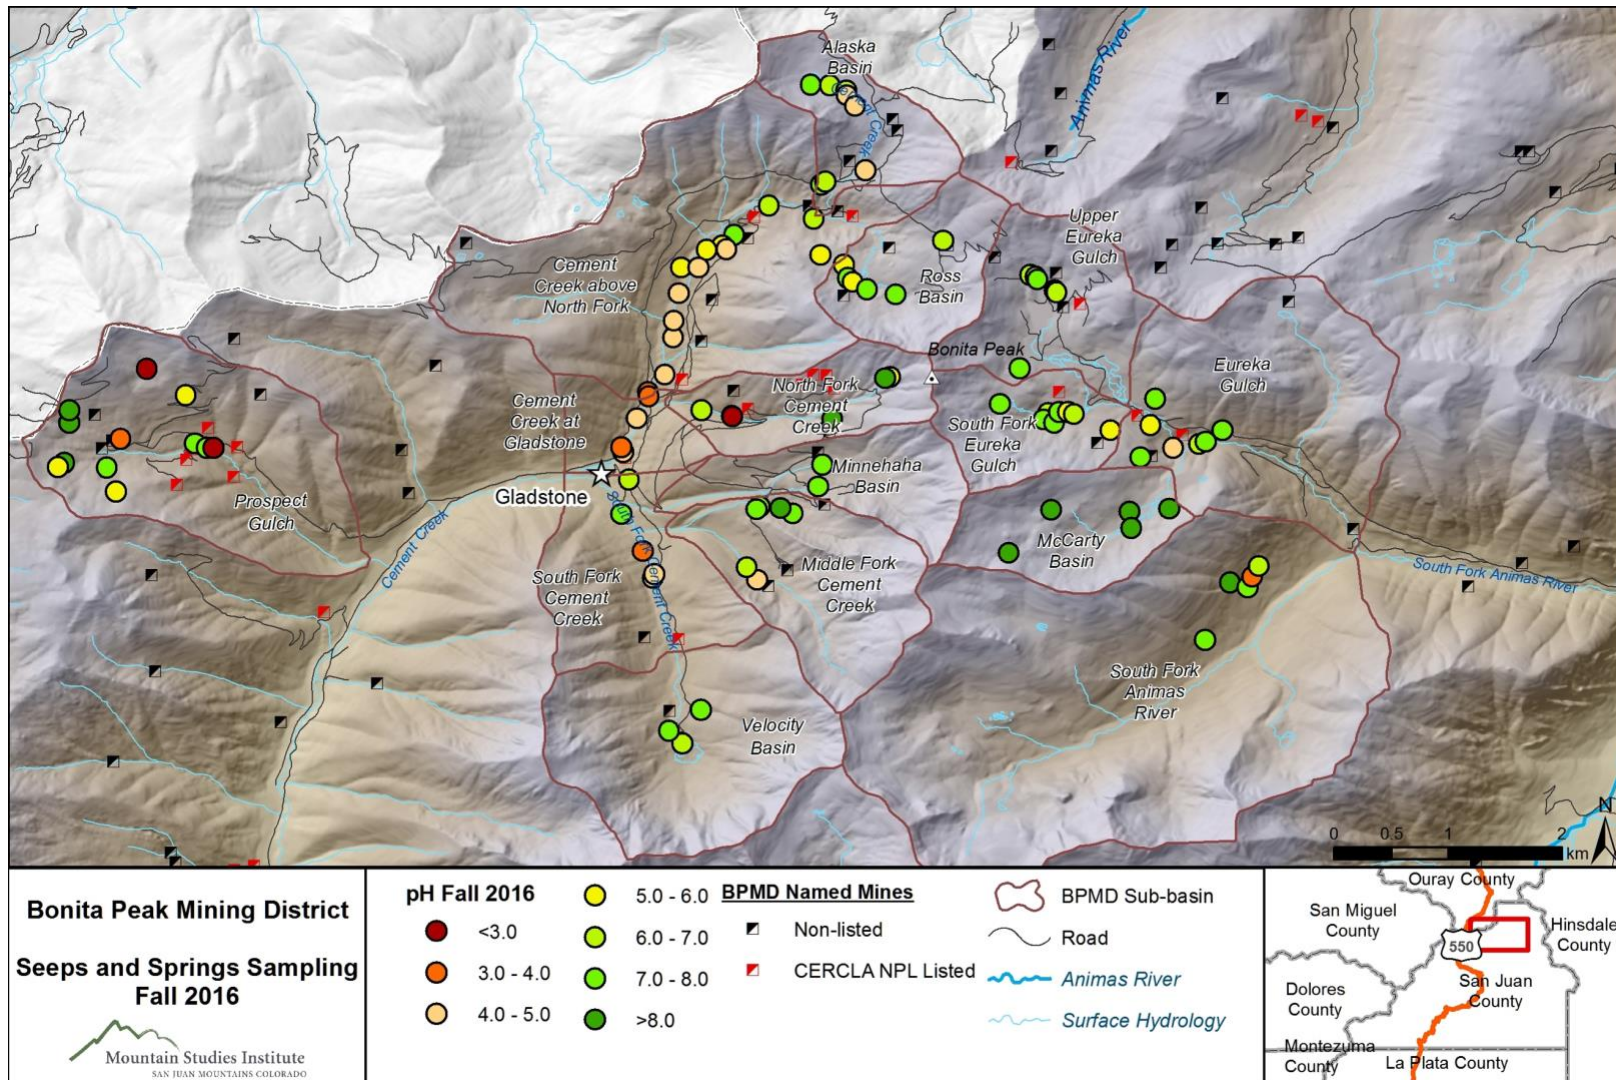 Alaska
Basin
Cement Creek
Animas River
Upper
Eureka
Gulch
Cement
Creek above
North Fork
Ross
Basin
Bonita Peak
Eureka
Gulch
North Fork
Cement
Creek
Cement
Creek at
Gladstone
South Fork
Eureka
Gulch
Minnehaha
Basin
Gladstone
Prospect
Gulch
Cement Creek
South Fork Cement Creek
McCarty
Basin
Middle Fork
Cement
Creek
South Fork
Cement
Creek
South Fork Animas River
South Fork
Animas
River
Velocity
Basin
N
0 0.5 1 2
km
Bonita Peak Mining District
Seeps and Springs Sampling
Fall 2016
Mountain Studies Institute
SAN JUAN MOUNTAINS COLORADO
pH Fall 2016
<3.0
3.0 - 4.0
4.0 - 5.0
5.0 - 6.0
6.0 - 7.0
7.0 - 8.0
>8.0
BPMD Named Mines
Non-listed
CERCLA NPL Listed
BPMD Sub-basin
Road
Animas River
Surface Hydrology
Ouray County
San Miguel
County
Hinsdale
County
550
San Juan
County
Dolores
County
Montezuma
County
La Plata County